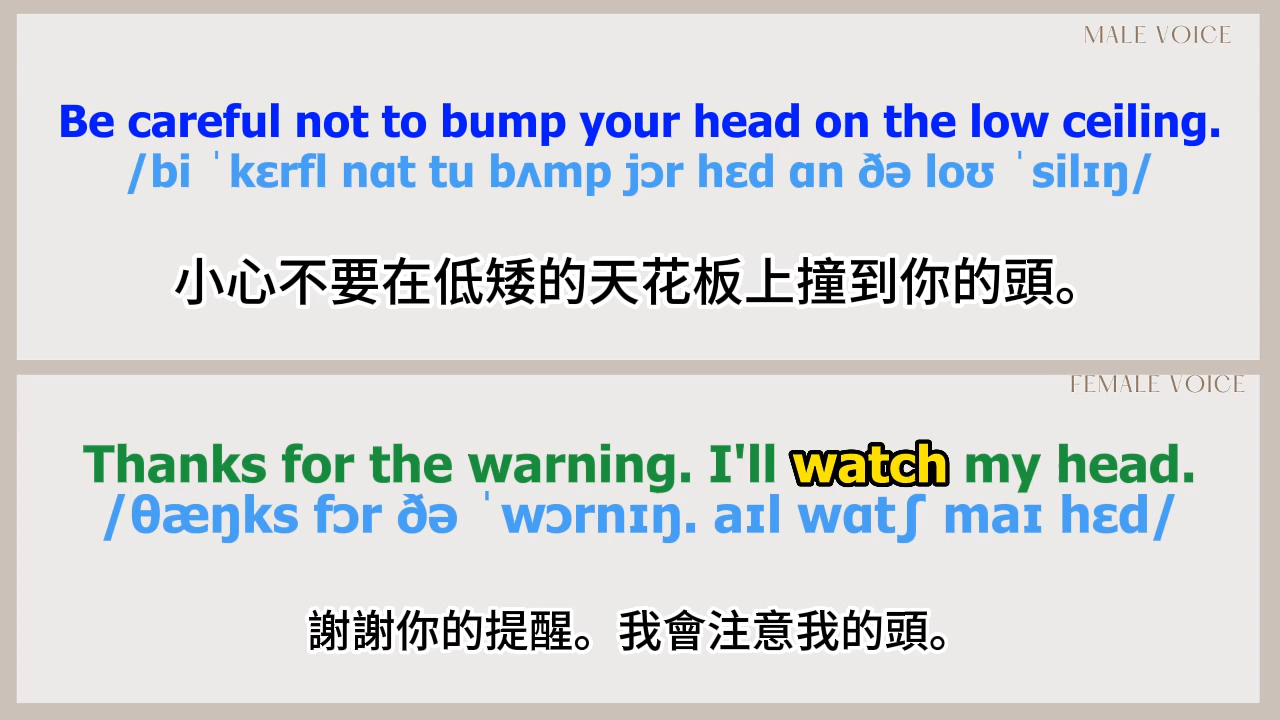 MALE VOICE
Be careful not to bump your head on the low ceiling.
/bi ˈkɛrfl nɑt tu bʌmp jɔr hɛd ɑn ðə loʊ ˈsilɪŋ/
小心不要在低矮的天花板上撞到你的頭。
FEMALE VOICE
Thanks for the warning. I'll watch my head.
/θæŋks fɔr ðə ˈwɔrnɪŋ. aɪl wɑtʃ maɪ hɛd/
謝謝你的提醒。我會注意我的頭。